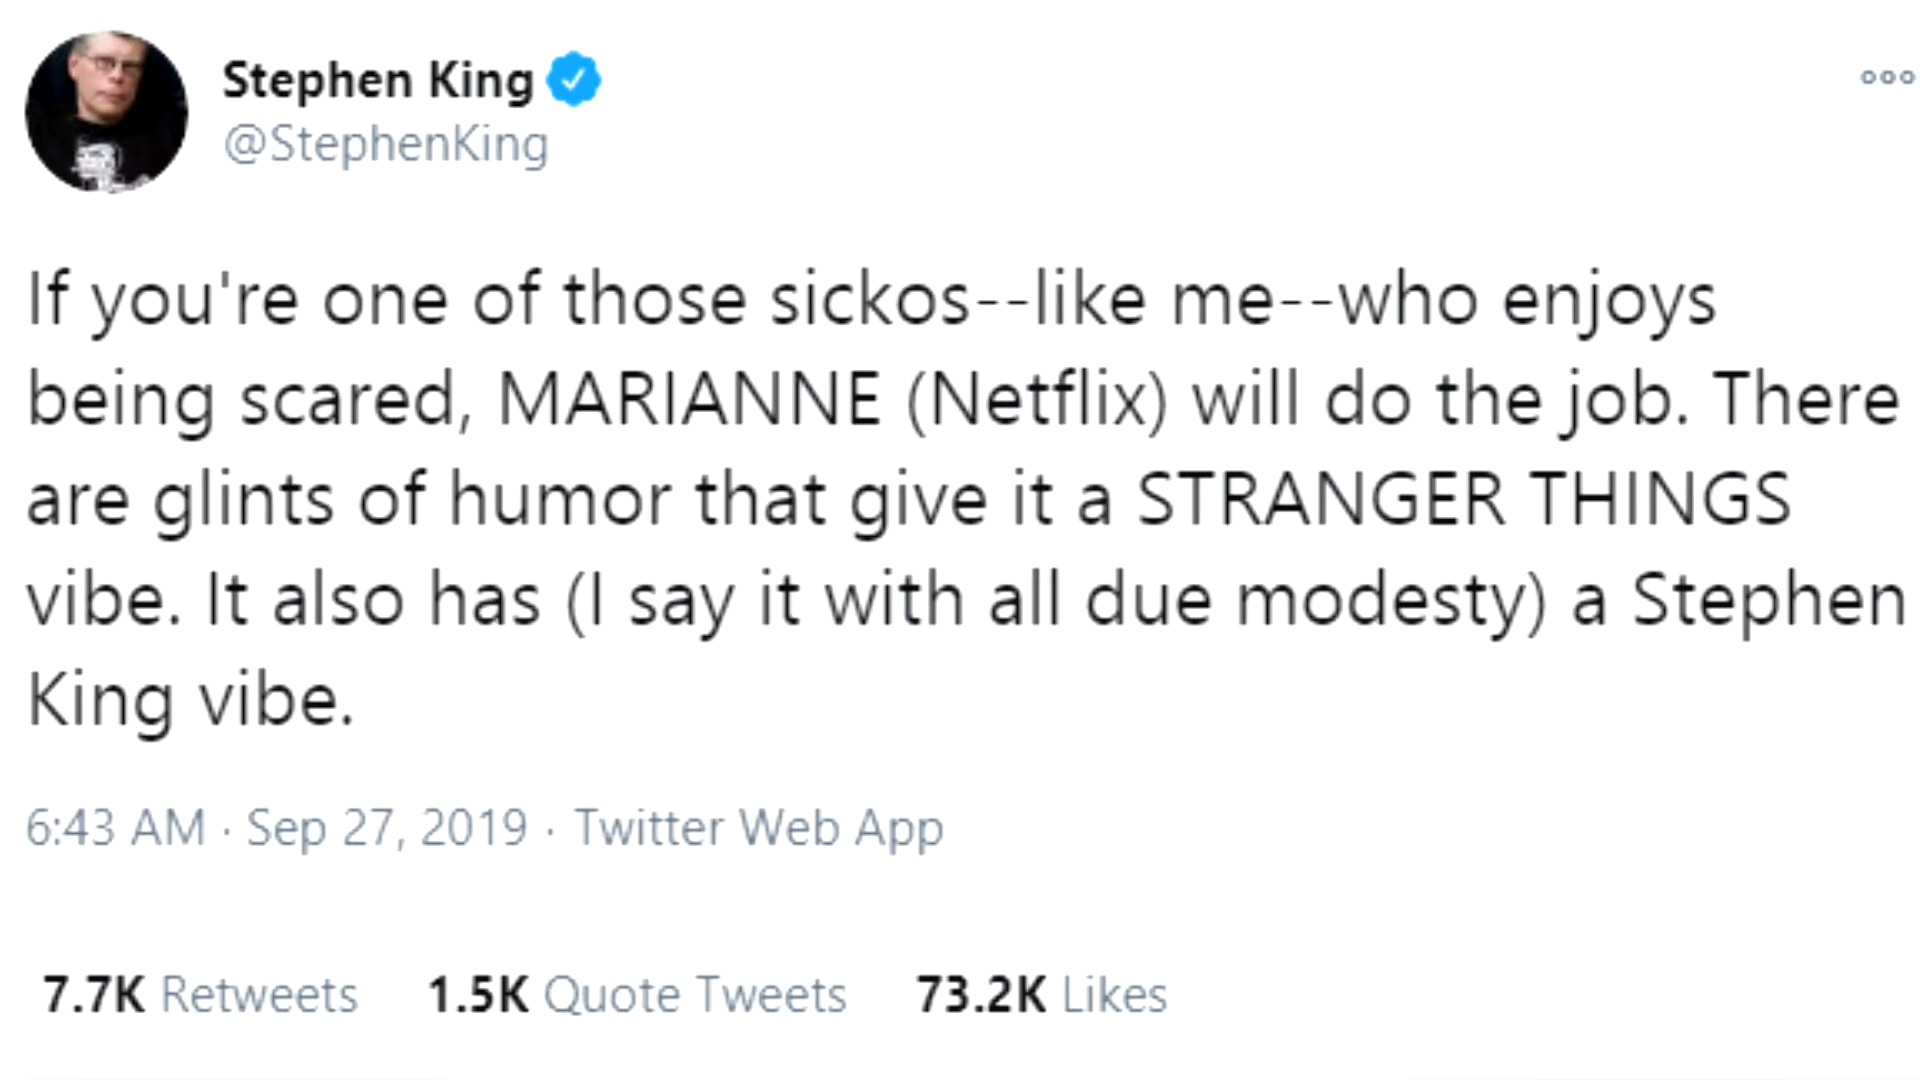 Stephen King
@StephenKing
If you're one of those sickos--like me--who enjoys
being scared, MARIANNE (Netflix) will do the job. There
are glints of humor that give it a STRANGER THINGS
vibe. It also has (I say it with all due modesty) a Stephen
King vibe.
6:43 AM · Sep 27, 2019 · Twitter Web App
7.7K Retweets 1.5K Quote Tweets 73.2K Likes